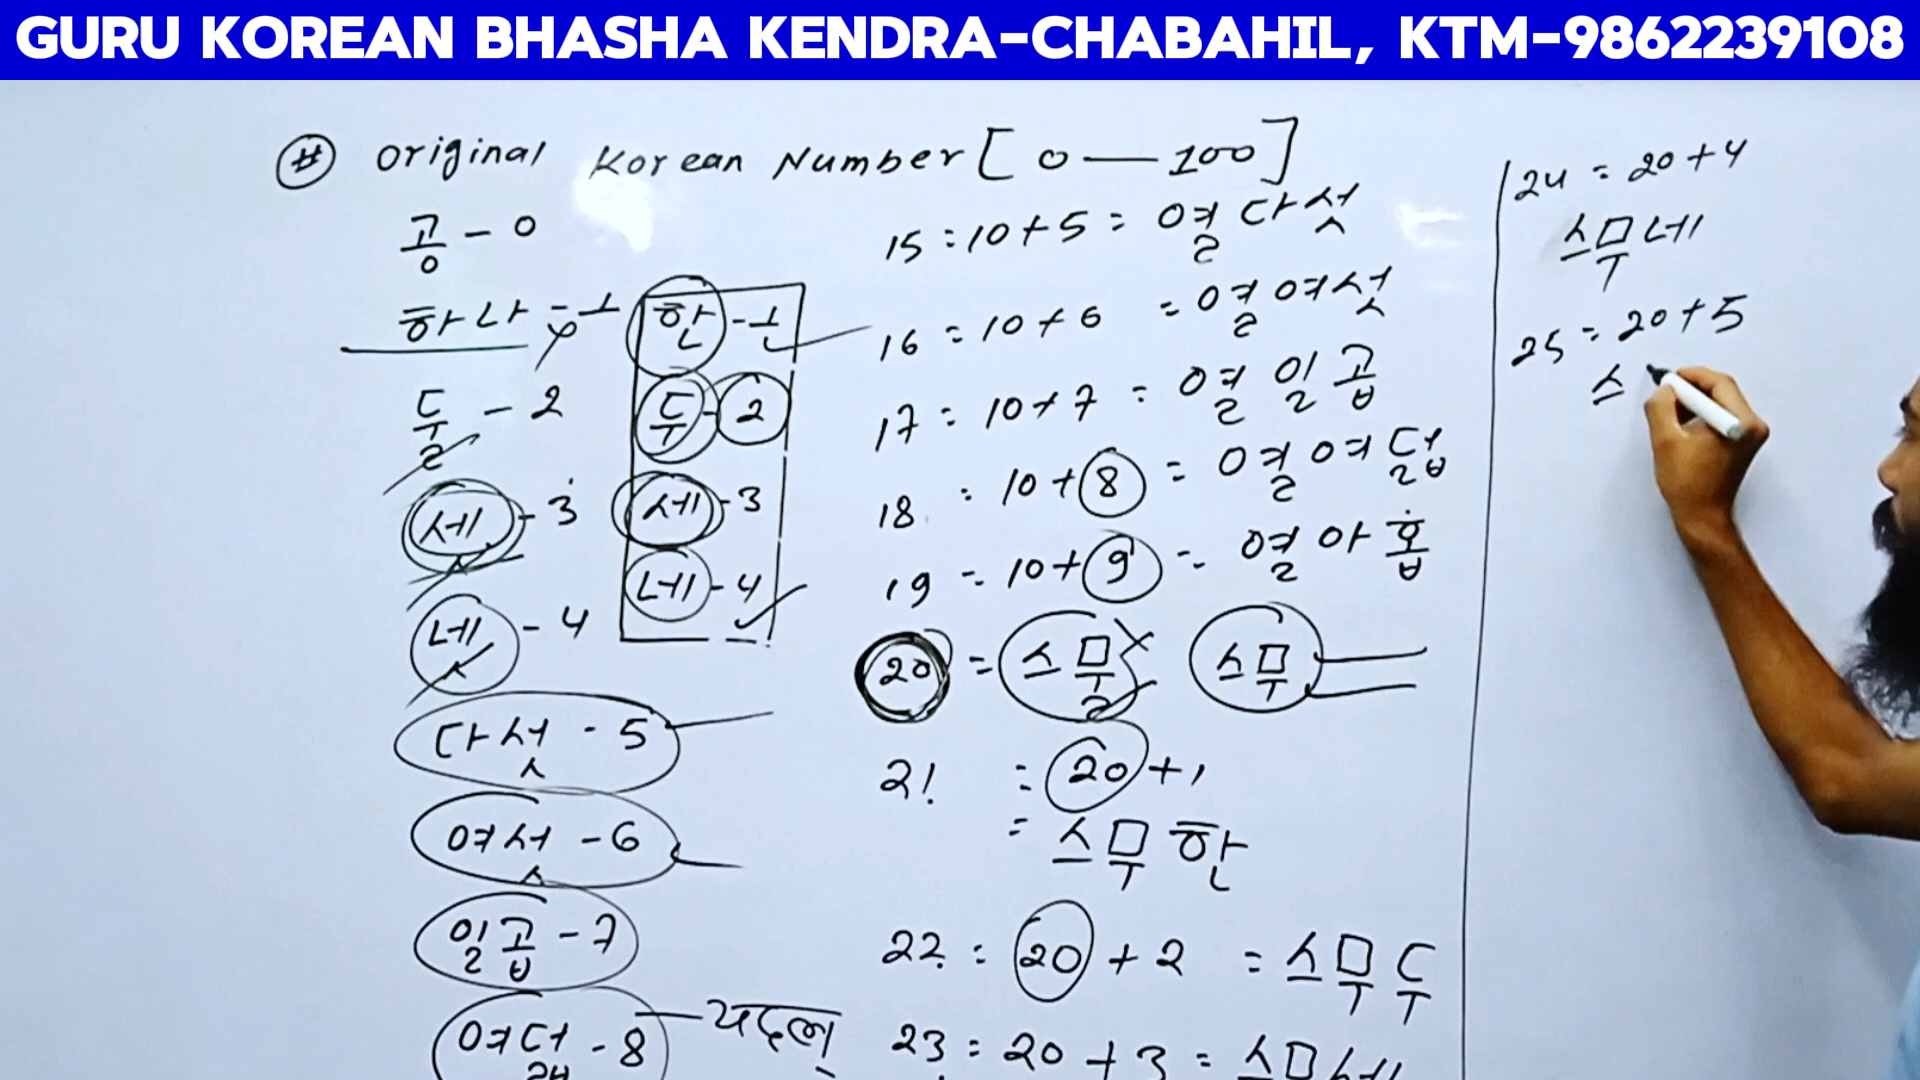 GURU KOREAN BHASHA KENDRA-CHABAHIL, KTM-9862239108
# Original Korean Number [0 — 100]
공 - 0
하나 - 1
둘 - 2
셋 - 3
넷 - 4
다섯 - 5
여섯 - 6
일곱 - 7
여덟 - 8
한 - 1
두 - 2
세 - 3
네 - 4
15 = 10 + 5 = 열 다섯
16 = 10 + 6 = 열 여섯
17 = 10 + 7 = 열 일곱
18 = 10 + 8 = 열 여덟
19 = 10 + 9 = 열 아홉
20 = 스물 스무
21 = 20 + 1
= 스무 한
22 = 20 + 2 = 스무 두
23 = 20 + 3 = 스무 세
24 = 20 + 4
스무 네
25 = 20 + 5
스